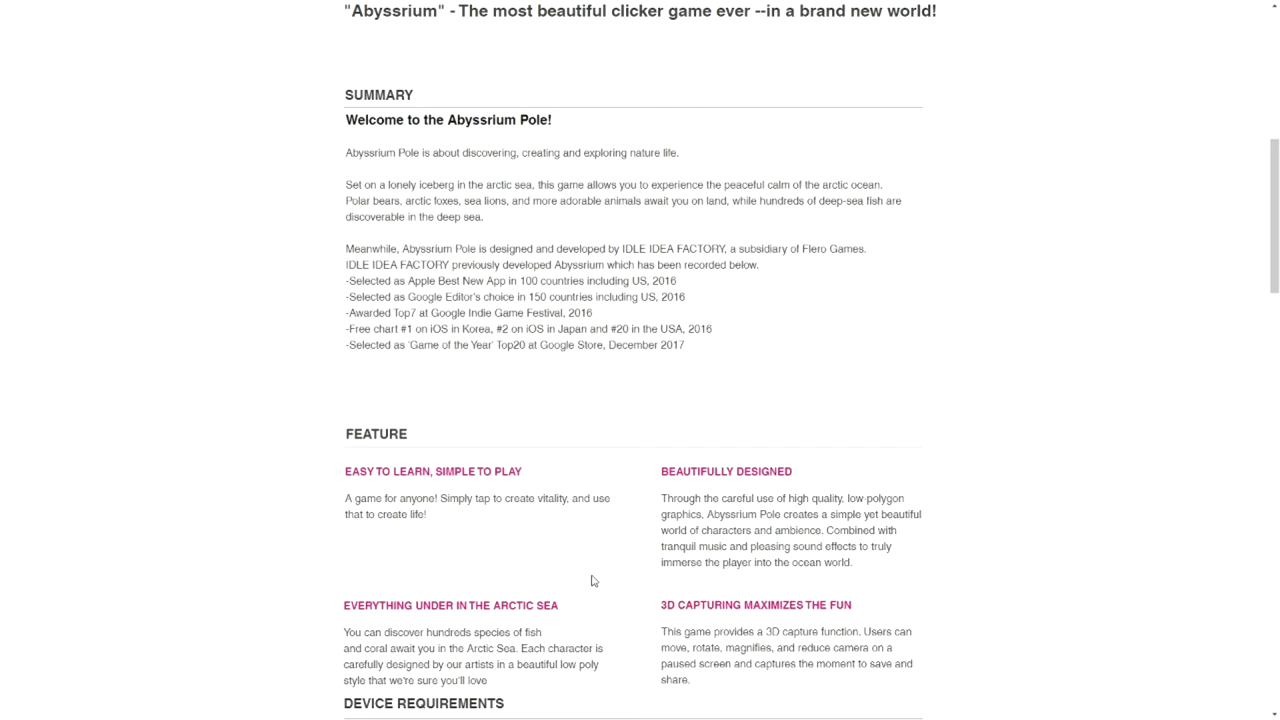 "Abyssrium" - The most beautiful clicker game ever --in a brand new world!
SUMMARY
Welcome to the Abyssrium Pole!
Abyssrium Pole is about discovering, creating and exploring nature life.
Set on a lonely iceberg in the arctic sea, this game allows you to experience the peaceful calm of the arctic ocean.
Polar bears, arctic foxes, sea lions, and more adorable animals await you on land, while hundreds of deep-sea fish are
discoverable in the deep sea.
Meanwhile, Abyssrium Pole is designed and developed by IDLE IDEA FACTORY, a subsidiary of Flero Games.
IDLE IDEA FACTORY previously developed Abyssrium which has been recorded below.
-Selected as Apple Best New App in 100 countries including US, 2016
-Selected as Google Editor's choice in 150 countries including US, 2016
-Awarded Top7 at Google Indie Game Festival, 2016
-Free chart #1 on iOS in Korea, #2 on iOS in Japan and #20 in the USA, 2016
-Selected as 'Game of the Year' Top20 at Google Store, December 2017
FEATURE
EASY TO LEARN, SIMPLE TO PLAY
A game for anyone! Simply tap to create vitality, and use
that to create life!
BEAUTIFULLY DESIGNED
Through the careful use of high quality, low-polygon
graphics, Abyssrium Pole creates a simple yet beautiful
world of characters and ambience. Combined with
tranquil music and pleasing sound effects to truly
immerse the player into the ocean world.
EVERYTHING UNDER IN THE ARCTIC SEA
You can discover hundreds species of fish
and coral await you in the Arctic Sea. Each character is
carefully designed by our artists in a beautiful low poly
style that we're sure you'll love
3D CAPTURING MAXIMIZES THE FUN
This game provides a 3D capture function. Users can
move, rotate, magnifies, and reduce camera on a
paused screen and captures the moment to save and
share.
DEVICE REQUIREMENTS